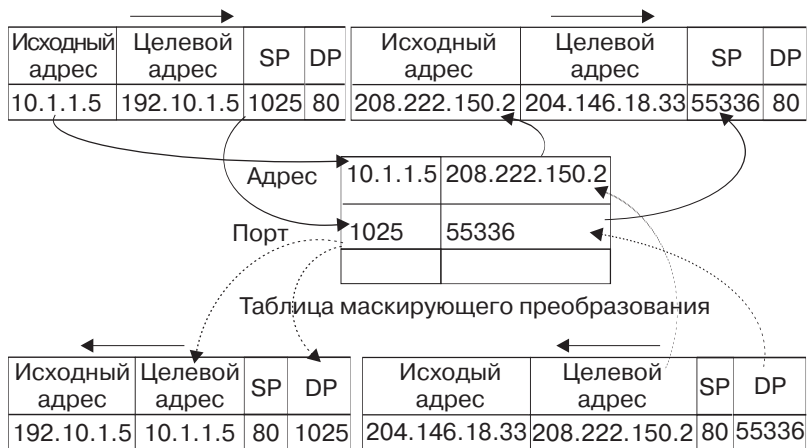 Исходный адрес Целевой адрес SP DP
10.1.1.5 192.10.1.5 1025 80
Исходный адрес Целевой адрес SP DP
208.222.150.2 204.146.18.33 55336 80
Адрес 10.1.1.5 208.222.150.2
Порт 1025 55336
Таблица маскирующего преобразования
Исходный адрес Целевой адрес SP DP
192.10.1.5 10.1.1.5 80 1025
Исходый адрес Целевой адрес SP DP
204.146.18.33 208.222.150.2 80 55336